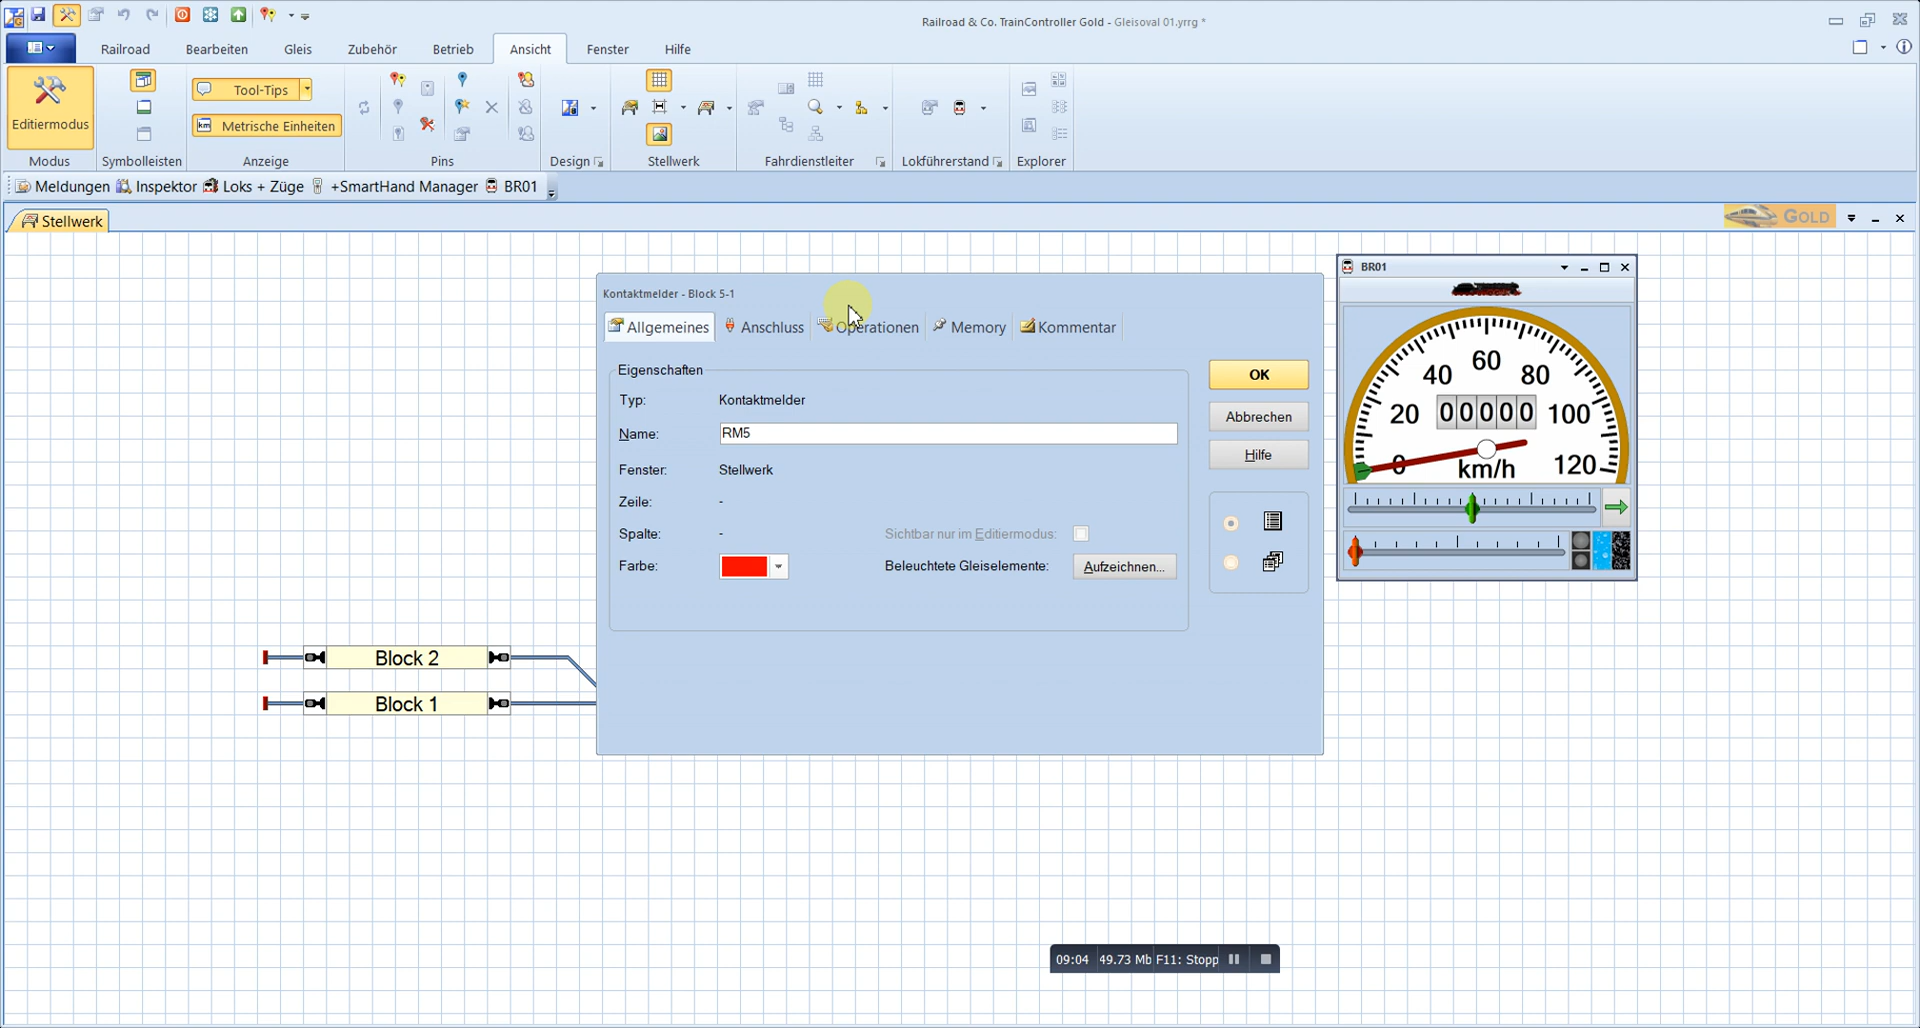 Railroad & Co. TrainController Gold - Gleisoval 01.yrrg *
Railroad
Bearbeiten
Gleis
Zubehör
Betrieb
Ansicht
Fenster
Hilfe
Editiermodus
Tool-Tips
km Metrische Einheiten
Modus
Symbolleisten
Anzeige
Pins
Design
Stellwerk
Fahrdienstleiter
Lokführerstand
Explorer
Meldungen
Inspektor
Loks + Züge
+SmartHand Manager
BR01
Stellwerk
GOLD
Kontaktmelder - Block 5-1
Allgemeines
Anschluss
Operationen
Memory
Kommentar
Eigenschaften
Typ: Kontaktmelder
Name: RM5
Fenster: Stellwerk
Zeile: -
Spalte: -
Sichtbar nur im Editiermodus:
Farbe:
Beleuchtete Gleiselemente:
Aufzeichnen...
OK
Abbrechen
Hilfe
BR01
0 20 40 60 80 100 120
00000
km/h
Block 2
Block 1
09:04 49.73 Mb F11: Stopp